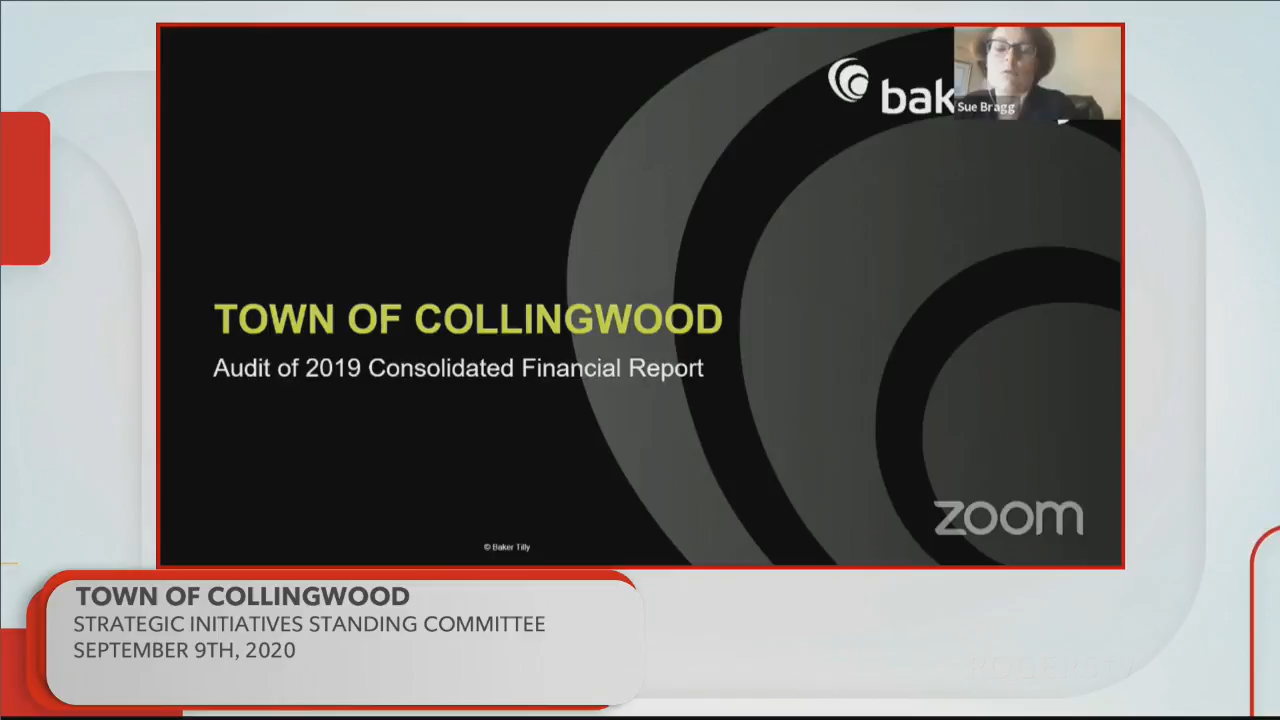 bak
Sue Bragg
TOWN OF COLLINGWOOD
Audit of 2019 Consolidated Financial Report
zoom
© Baker Tilly
TOWN OF COLLINGWOOD
STRATEGIC INITIATIVES STANDING COMMITTEE
SEPTEMBER 9TH, 2020
ROGERStv